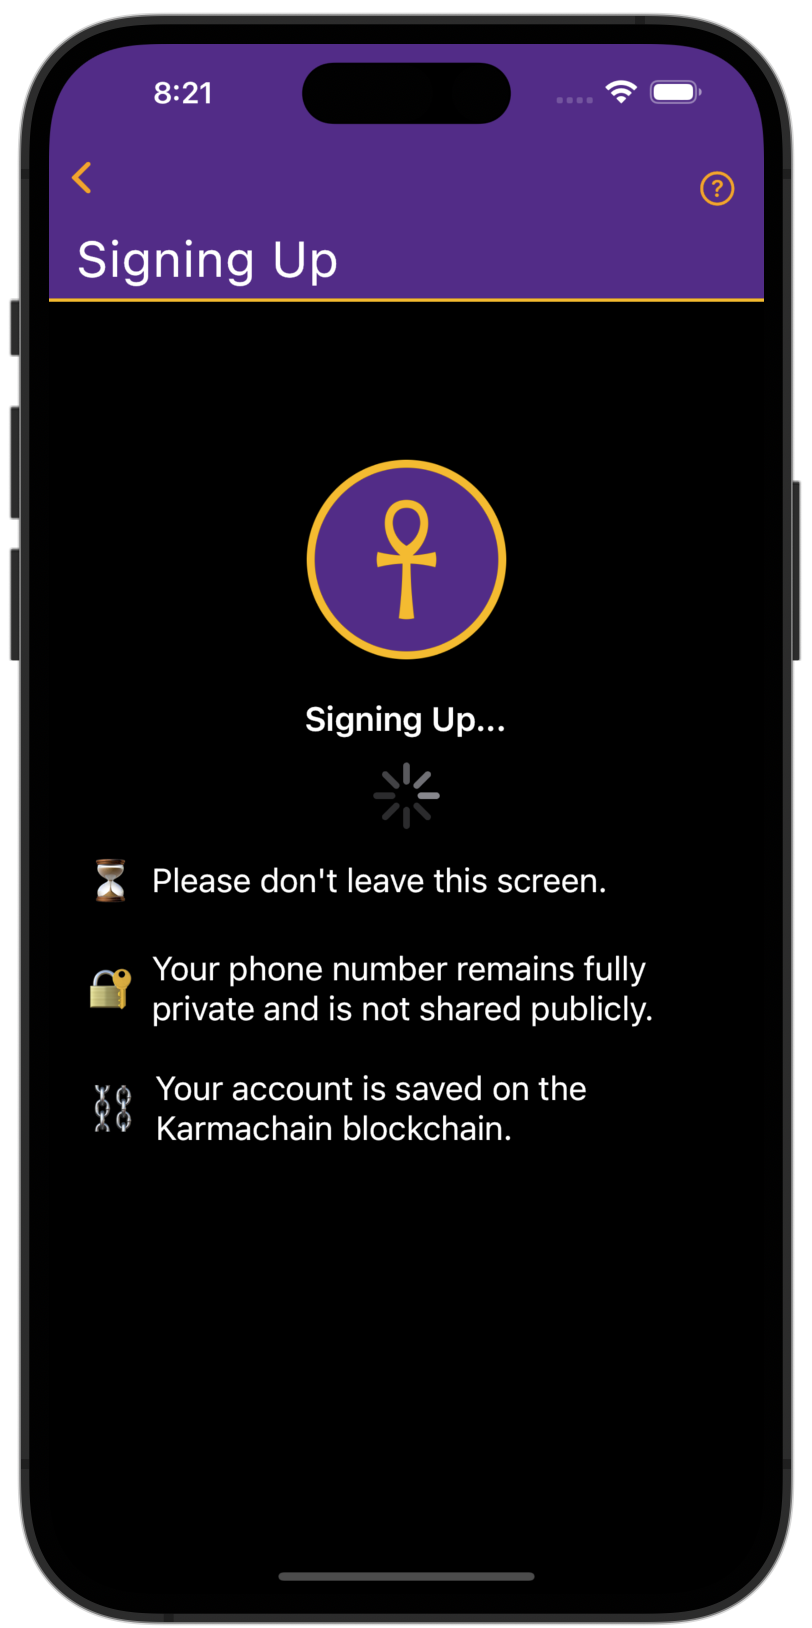 8:21
?
Signing Up
Signing Up...
Please don't leave this screen.
Your phone number remains fully
private and is not shared publicly.
Your account is saved on the
Karmachain blockchain.